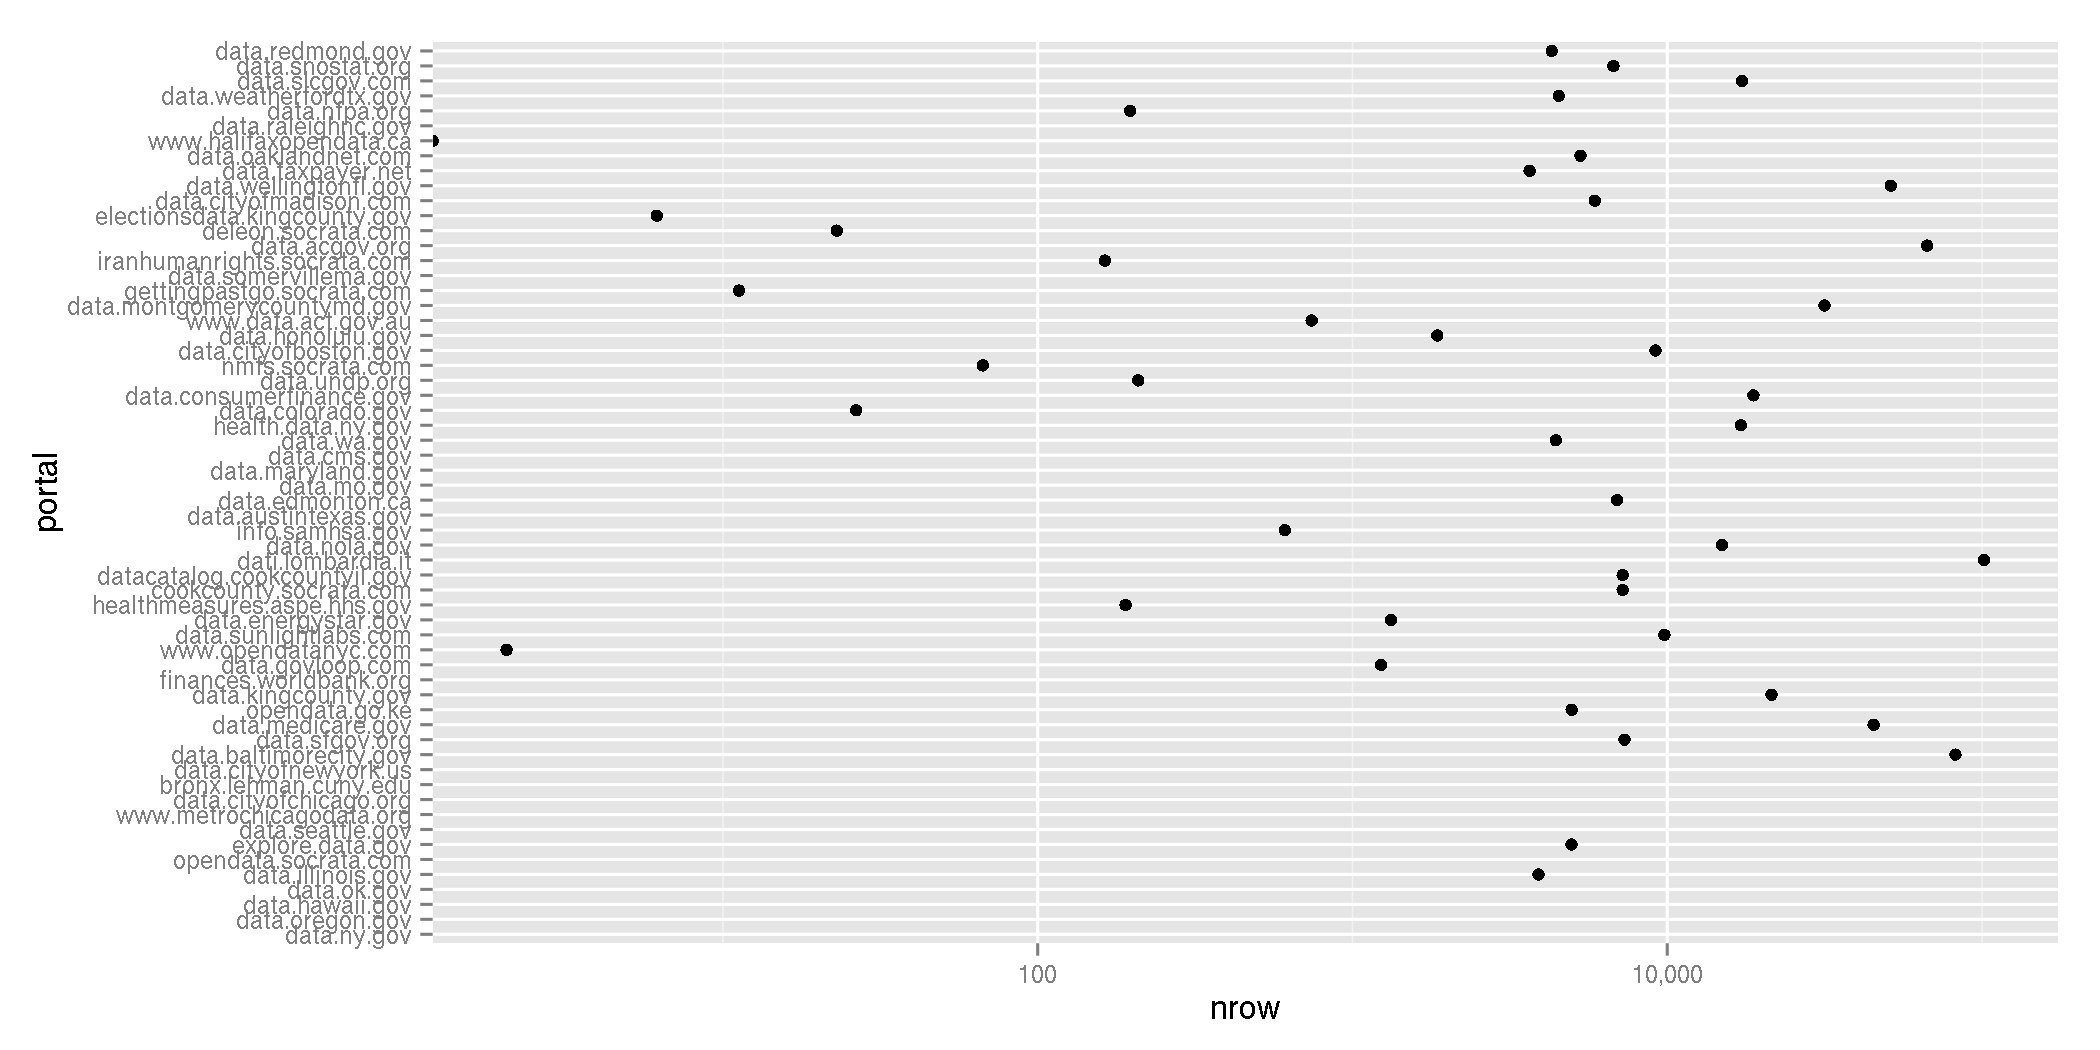 data.redmond.gov
data.snostat.org
data.slcgov.com
data.weatherfordtx.gov
data.nfpa.org
data.raleighnc.gov
www.halifaxopendata.ca
data.oaklandnet.com
data.taxpayer.net
data.wellingtonfl.gov
data.cityofmadison.com
electionsdata.kingcounty.gov
deleon.socrata.com
data.acgov.org
iranhumanrights.socrata.com
data.somervillema.gov
gettingpastgo.socrata.com
data.montgomerycountymd.gov
www.data.act.gov.au
data.honolulu.gov
data.cityofboston.gov
nmfs.socrata.com
data.undp.org
data.consumerfinance.gov
data.colorado.gov
health.data.ny.gov
data.wa.gov
data.cms.gov
data.maryland.gov
data.mo.gov
data.edmonton.ca
data.austintexas.gov
info.samhsa.gov
data.nola.gov
dati.lombardia.it
datacatalog.cookcountyil.gov
cookcounty.socrata.com
healthmeasures.aspe.hhs.gov
data.energystar.gov
data.sunlightlabs.com
www.opendatanyc.com
data.govloop.com
finances.worldbank.org
data.kingcounty.gov
opendata.go.ke
data.medicare.gov
data.sfgov.org
data.baltimorecity.gov
data.cityofnewyork.us
bronx.lehman.cuny.edu
data.cityofchicago.org
www.metrochicagodata.org
data.seattle.gov
explore.data.gov
opendata.socrata.com
data.illinois.gov
data.ok.gov
data.hawaii.gov
data.oregon.gov
data.ny.gov
portal
100
10,000
nrow